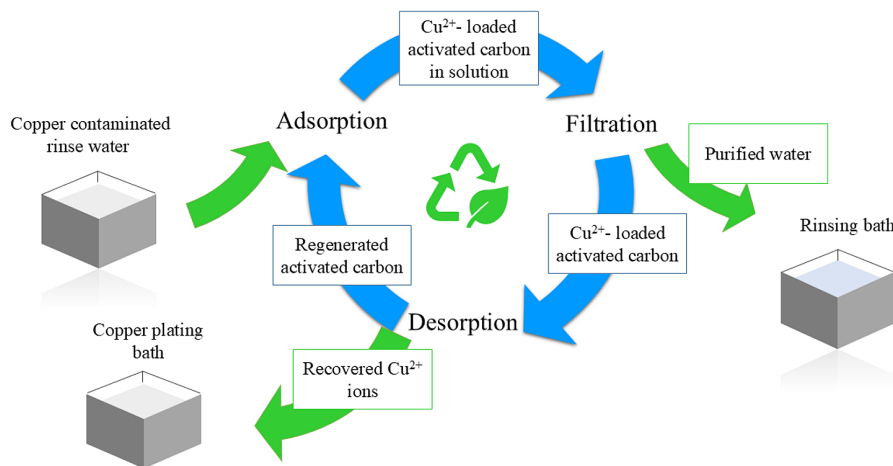 Cu²⁺- loaded
activated carbon
in solution
Copper contaminated
rinse water
Adsorption
Filtration
Purified water
Regenerated
activated carbon
Cu²⁺- loaded
activated carbon
Rinsing bath
Desorption
Copper plating
bath
Recovered Cu²⁺
ions